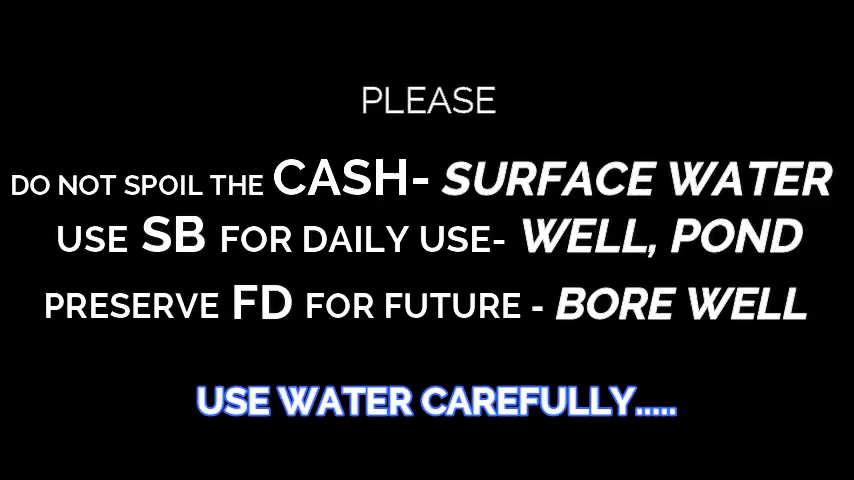 PLEASE
DO NOT SPOIL THE CASH- SURFACE WATER
USE SB FOR DAILY USE- WELL, POND
PRESERVE FD FOR FUTURE - BORE WELL
USE WATER CAREFULLY.....